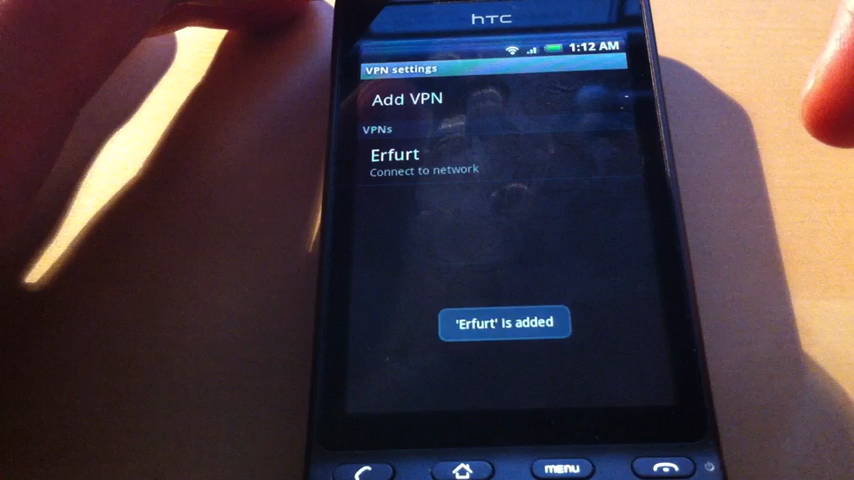 hTC
1:12 AM
VPN settings
Add VPN
VPNs
Erfurt
Connect to network
'Erfurt' is added
menu